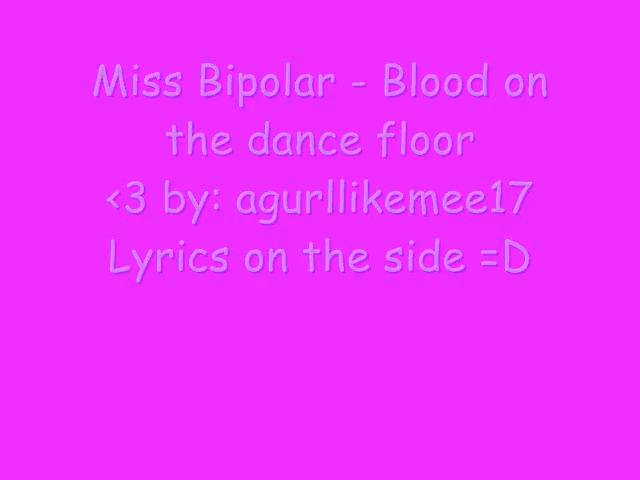 Miss Bipolar - Blood on
the dance floor
<3 by: agurllikemee17
Lyrics on the side =D